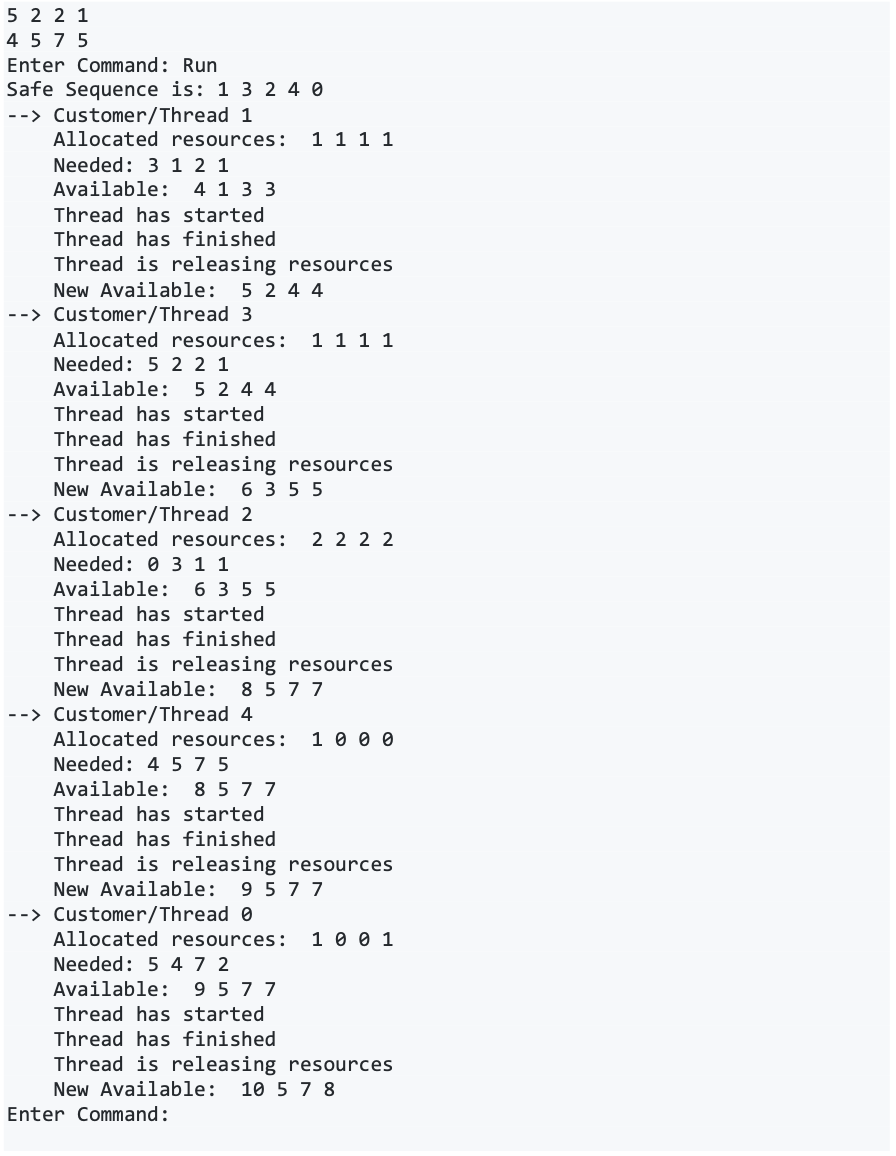 5 2 2 1
4 5 7 5
Enter Command: Run
Safe Sequence is: 1 3 2 4 0
--> Customer/Thread 1
    Allocated resources:  1 1 1 1
    Needed: 3 1 2 1
    Available:  4 1 3 3
    Thread has started
    Thread has finished
    Thread is releasing resources
    New Available:  5 2 4 4
--> Customer/Thread 3
    Allocated resources:  1 1 1 1
    Needed: 5 2 2 1
    Available:  5 2 4 4
    Thread has started
    Thread has finished
    Thread is releasing resources
    New Available:  6 3 5 5
--> Customer/Thread 2
    Allocated resources:  2 2 2 2
    Needed: 0 3 1 1
    Available:  6 3 5 5
    Thread has started
    Thread has finished
    Thread is releasing resources
    New Available:  8 5 7 7
--> Customer/Thread 4
    Allocated resources:  1 0 0 0
    Needed: 4 5 7 5
    Available:  8 5 7 7
    Thread has started
    Thread has finished
    Thread is releasing resources
    New Available:  9 5 7 7
--> Customer/Thread 0
    Allocated resources:  1 0 0 1
    Needed: 5 4 7 2
    Available:  9 5 7 7
    Thread has started
    Thread has finished
    Thread is releasing resources
    New Available:  10 5 7 8
Enter Command: